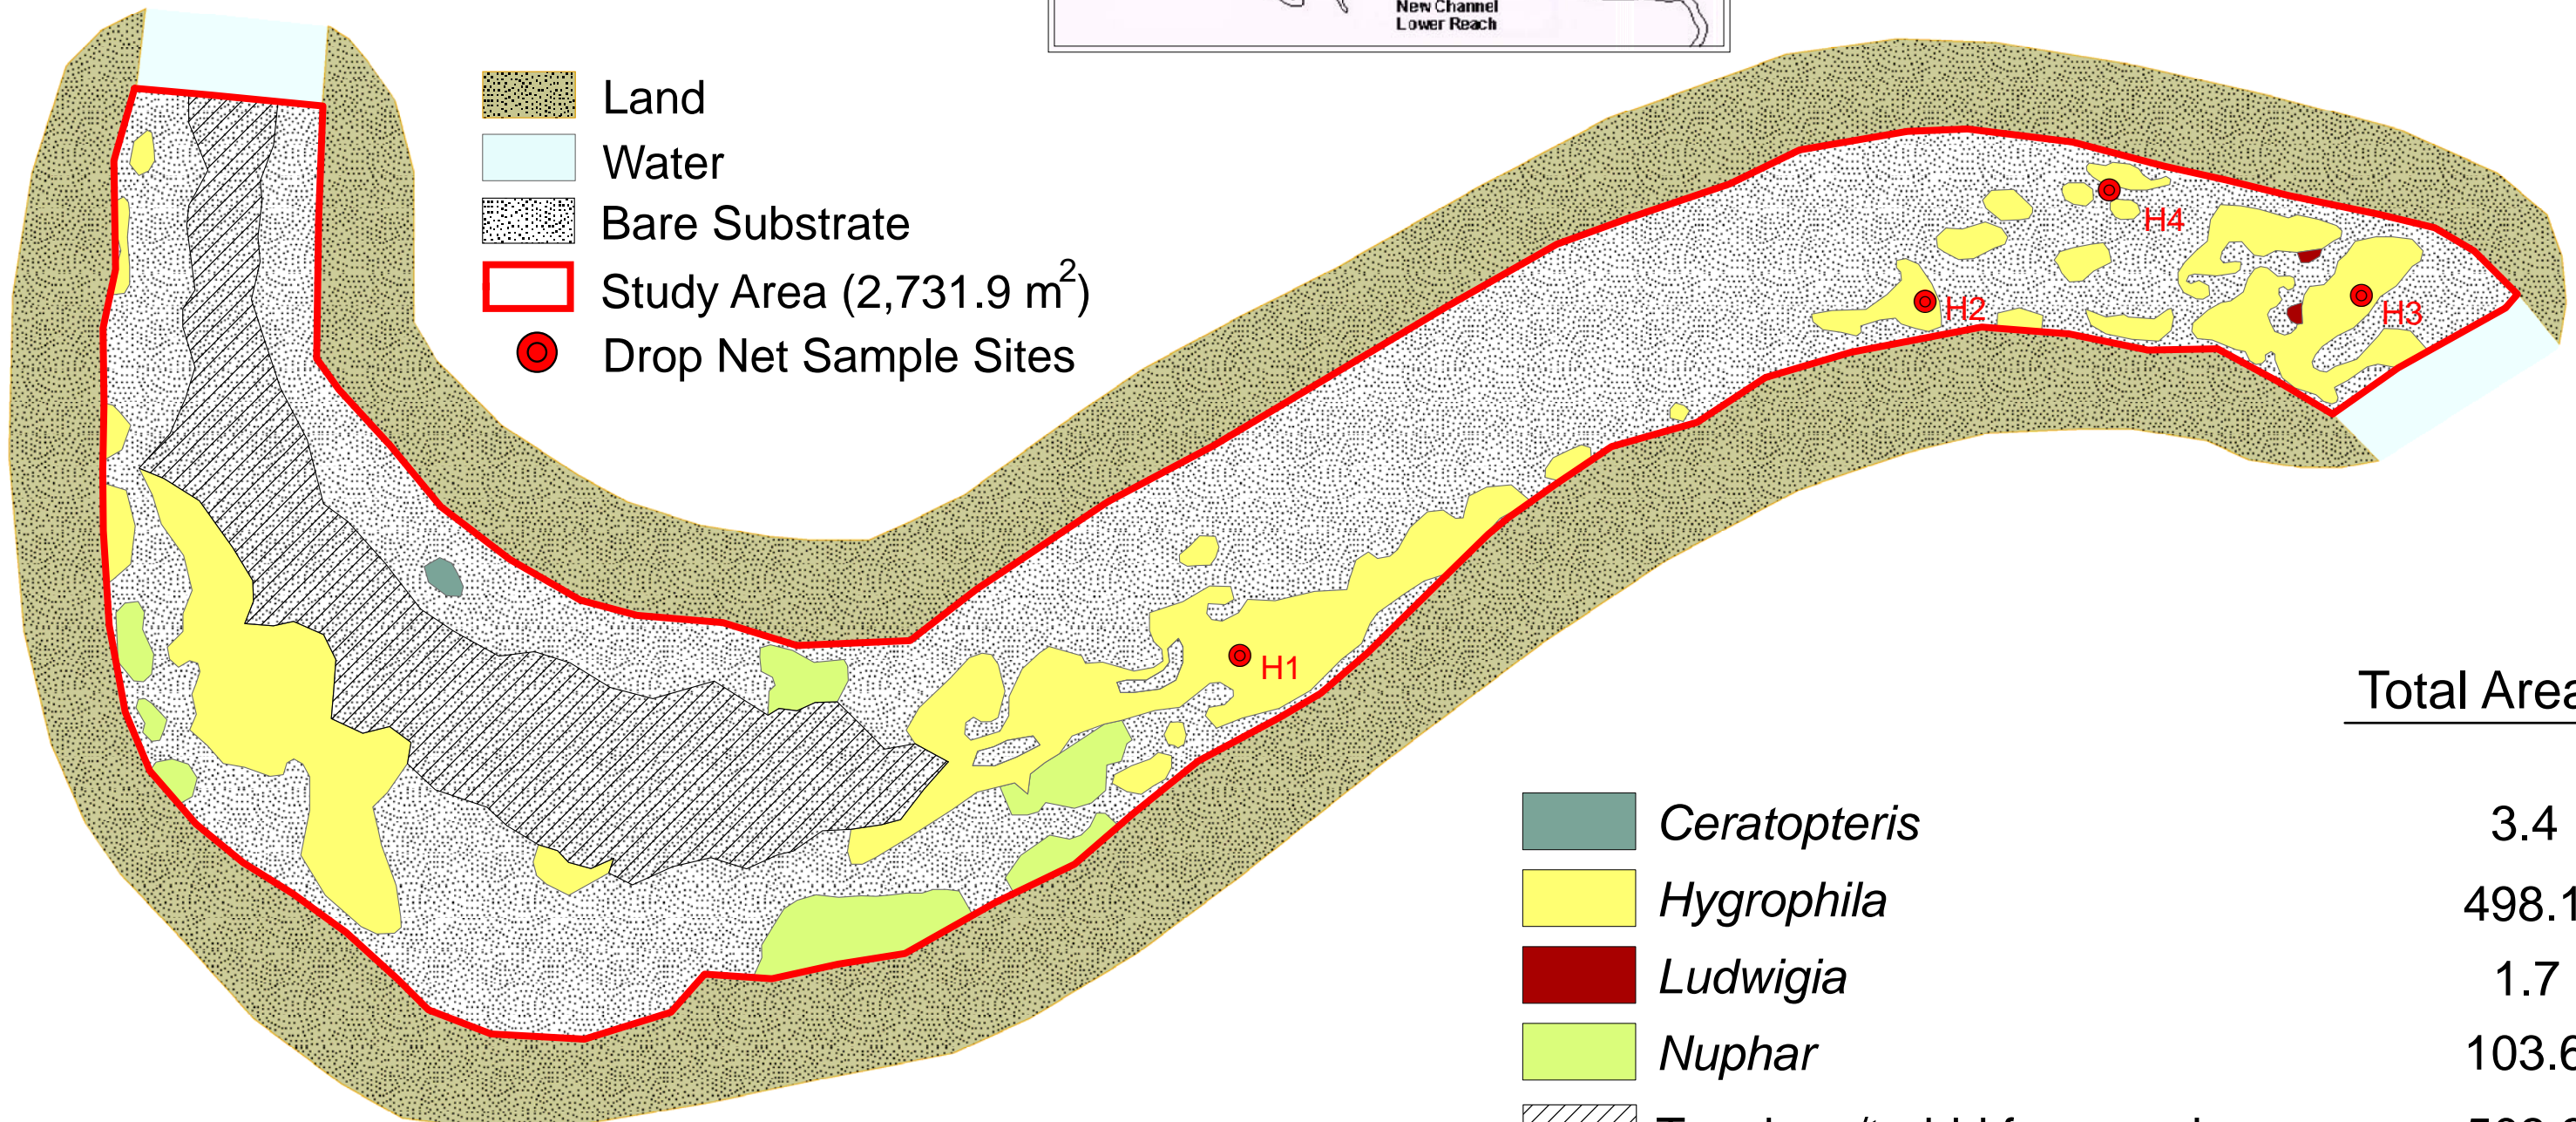 New Channel
Lower Reach
Land
Water
Bare Substrate
Study Area (2,731.9 m²)
Drop Net Sample Sites
H4
H2
H3
H1
Total Area
Ceratopteris 3.4
Hygrophila 498.1
Ludwigia 1.7
Nuphar 103.6